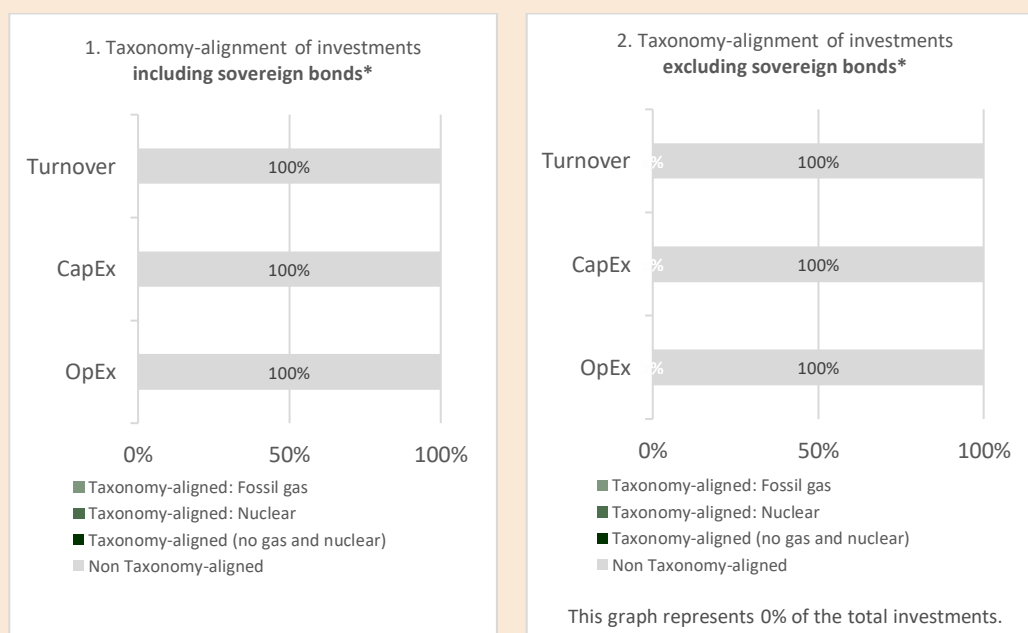 1. Taxonomy-alignment of investments
including sovereign bonds*
Turnover
100%
CapEx
100%
OpEx
100%
0%
50%
100%
Taxonomy-aligned: Fossil gas
Taxonomy-aligned: Nuclear
Taxonomy-aligned (no gas and nuclear)
Non Taxonomy-aligned
2. Taxonomy-alignment of investments
excluding sovereign bonds*
Turnover
%
100%
CapEx
%
100%
OpEx
%
100%
0%
50%
100%
Taxonomy-aligned: Fossil gas
Taxonomy-aligned: Nuclear
Taxonomy-aligned (no gas and nuclear)
Non Taxonomy-aligned
This graph represents 0% of the total investments.